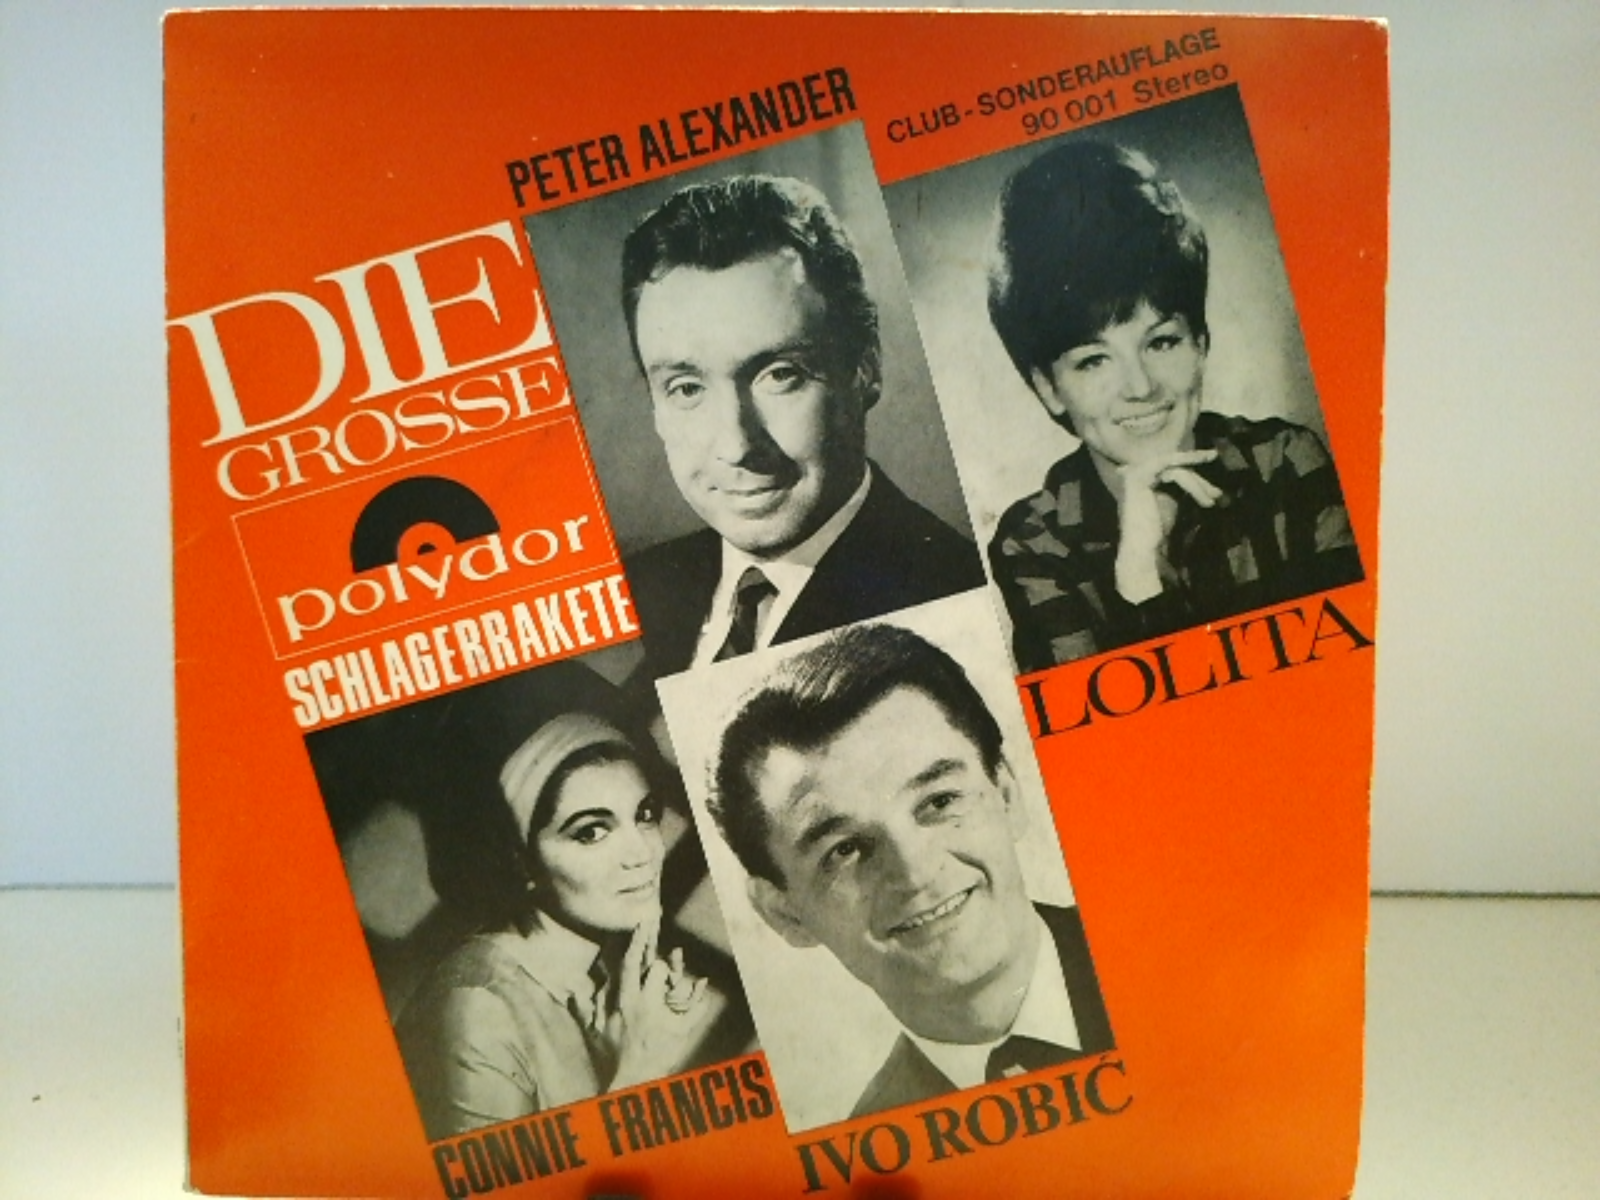 CLUB-SONDERAUFLAGE
90 001 Stereo
PETER ALEXANDER
DIE
GROSSE
polydor
SCHLAGERRAKETE
LOLITA
CONNIE FRANCIS
IVO ROBIĆ